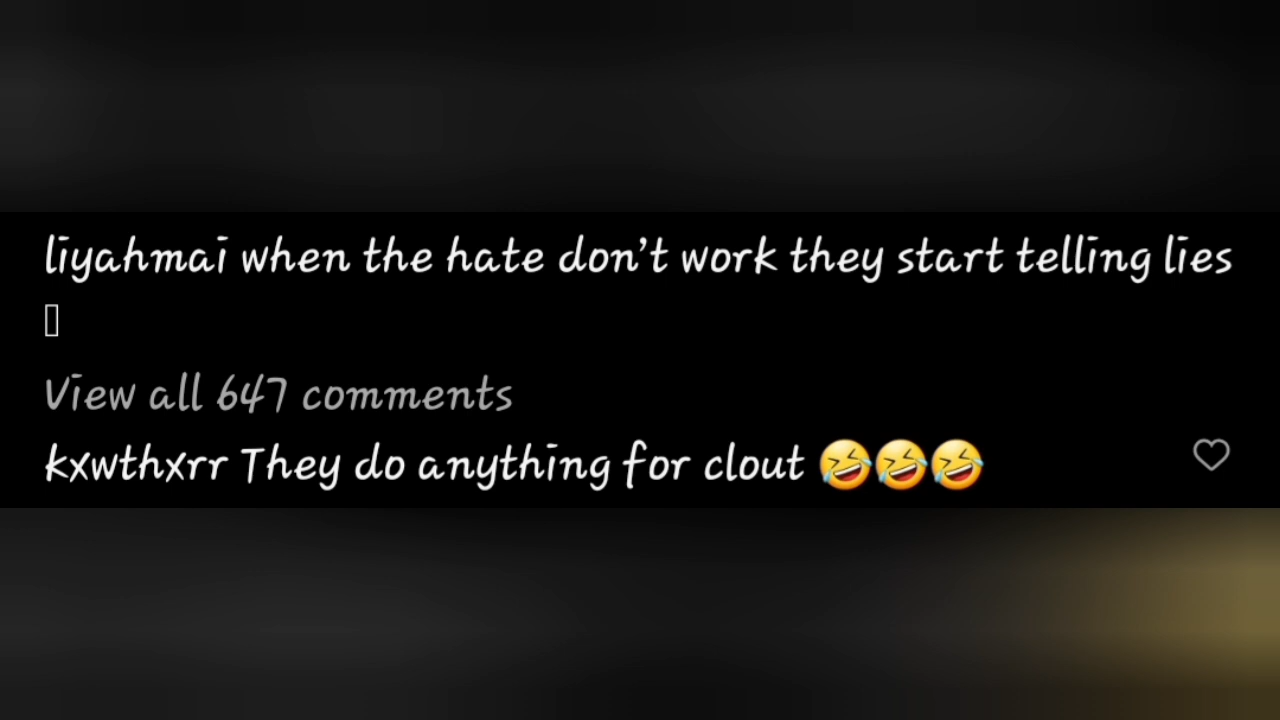 liyahmai when the hate don’t work they start telling lies
▯
View all 647 comments
kxwthxrr They do anything for clout 🤣🤣🤣